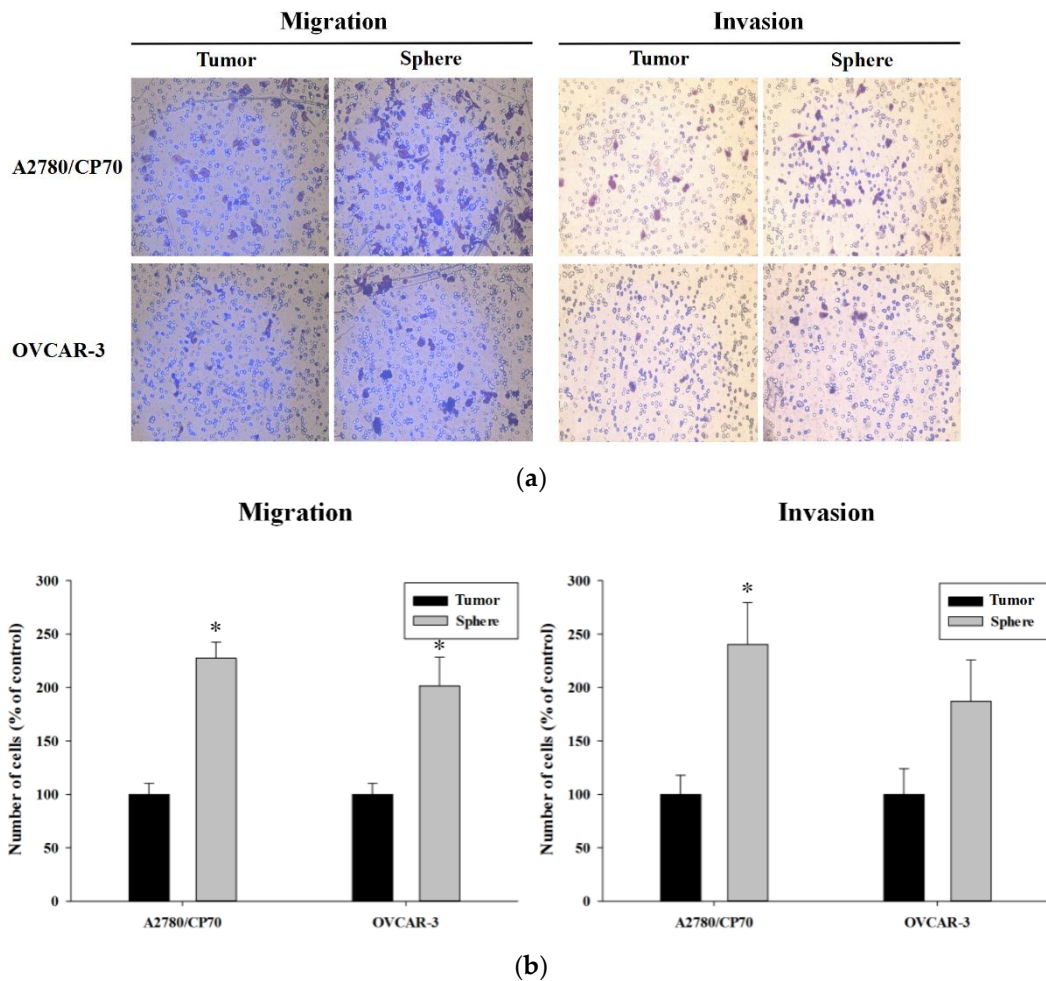 Migration Invasion
Tumor Sphere Tumor Sphere
A2780/CP70
OVCAR-3
(a)
Migration Invasion
Number of cells (% of control)
300
250
200
150
100
50
0
Tumor
Sphere
*
*
A2780/CP70 OVCAR-3
Number of cells (% of control)
300
250
200
150
100
50
0
Tumor
Sphere
*
A2780/CP70 OVCAR-3
(b)